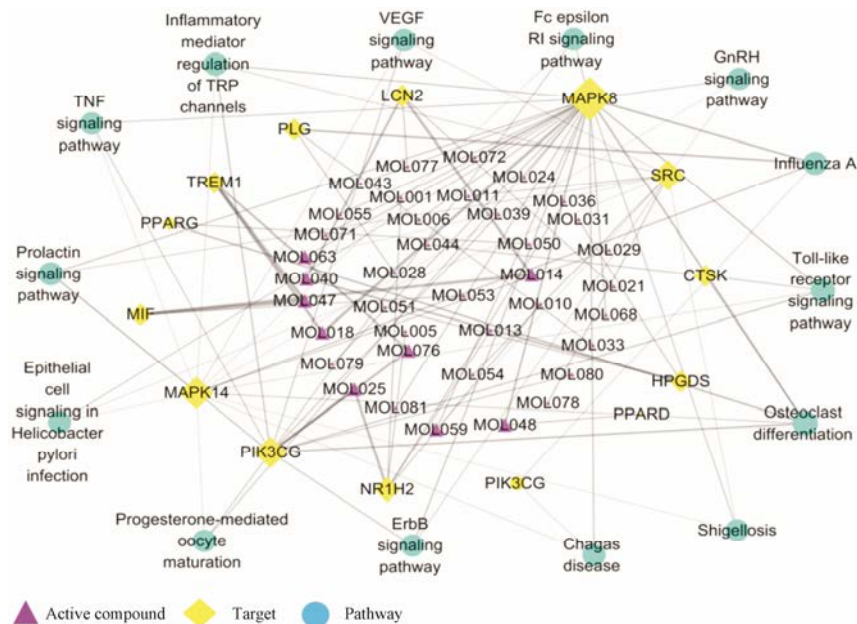 Inflammatory
mediator
regulation
of TRP
channels
VEGF
signaling
pathway
Fc epsilon
RI signaling
pathway
GnRH
signaling
pathway
TNF
signaling
pathway
LCN2
MAPK8
PLG
Influenza A
MOL072
MOL077
MOL024
SRC
TREM1
MOL043
MOL001
MOL011
MOL036
MOL055
MOL006
MOL039
MOL031
PPARG
MOL071
MOL044
MOL050
MOL029
Toll-like
receptor
signaling
pathway
Prolactin
signaling
pathway
MOL063
MOL040
MOL028
MOL014
CTSK
MOL021
MOL047
MOL051
MOL053
MOL010
MOL068
MIF
MOL018
MOL005
MOL013
MOL076
MOL033
Epithelial
cell
signaling in
Helicobacter
pylori
infection
MOL079
MOL054
MOL080
HPGDS
MAPK14
MOL025
MOL081
MOL078
PPARD
Osteoclast
differentiation
MOL059
MOL048
PIK3CG
NR1H2
PIK3CG
Progesterone-mediated
oocyte
maturation
ErbB
signaling
pathway
Chagas
disease
Shigellosis
Active compound
Target
Pathway